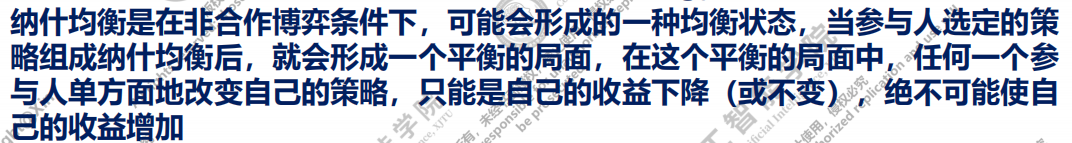 纳什均衡是在非合作博弈条件下，可能会形成的一种均衡状态，当参与人选定的策
略组成纳什均衡后，就会形成一个平衡的局面，在这个平衡的局面中，任何一个参
与人单方面地改变自己的策略，只能是自己的收益下降（或不变），绝不可能使自
己的收益增加